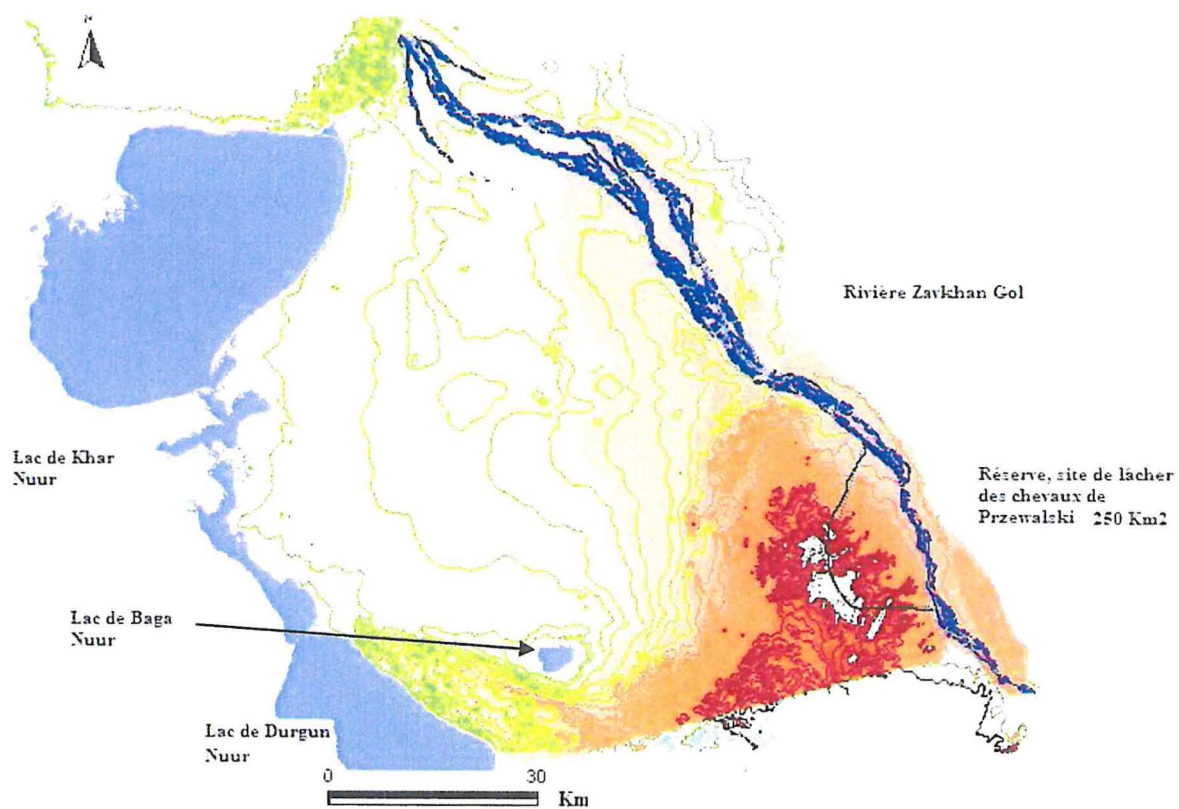 N
Rivière Zavkhan Gol
Lac de Khar
Nuur
Réserve, site de lâcher
des chevaux de
Przewalski 250 Km2
Lac de Baga
Nuur
Lac de Durgun
Nuur
0 30
Km